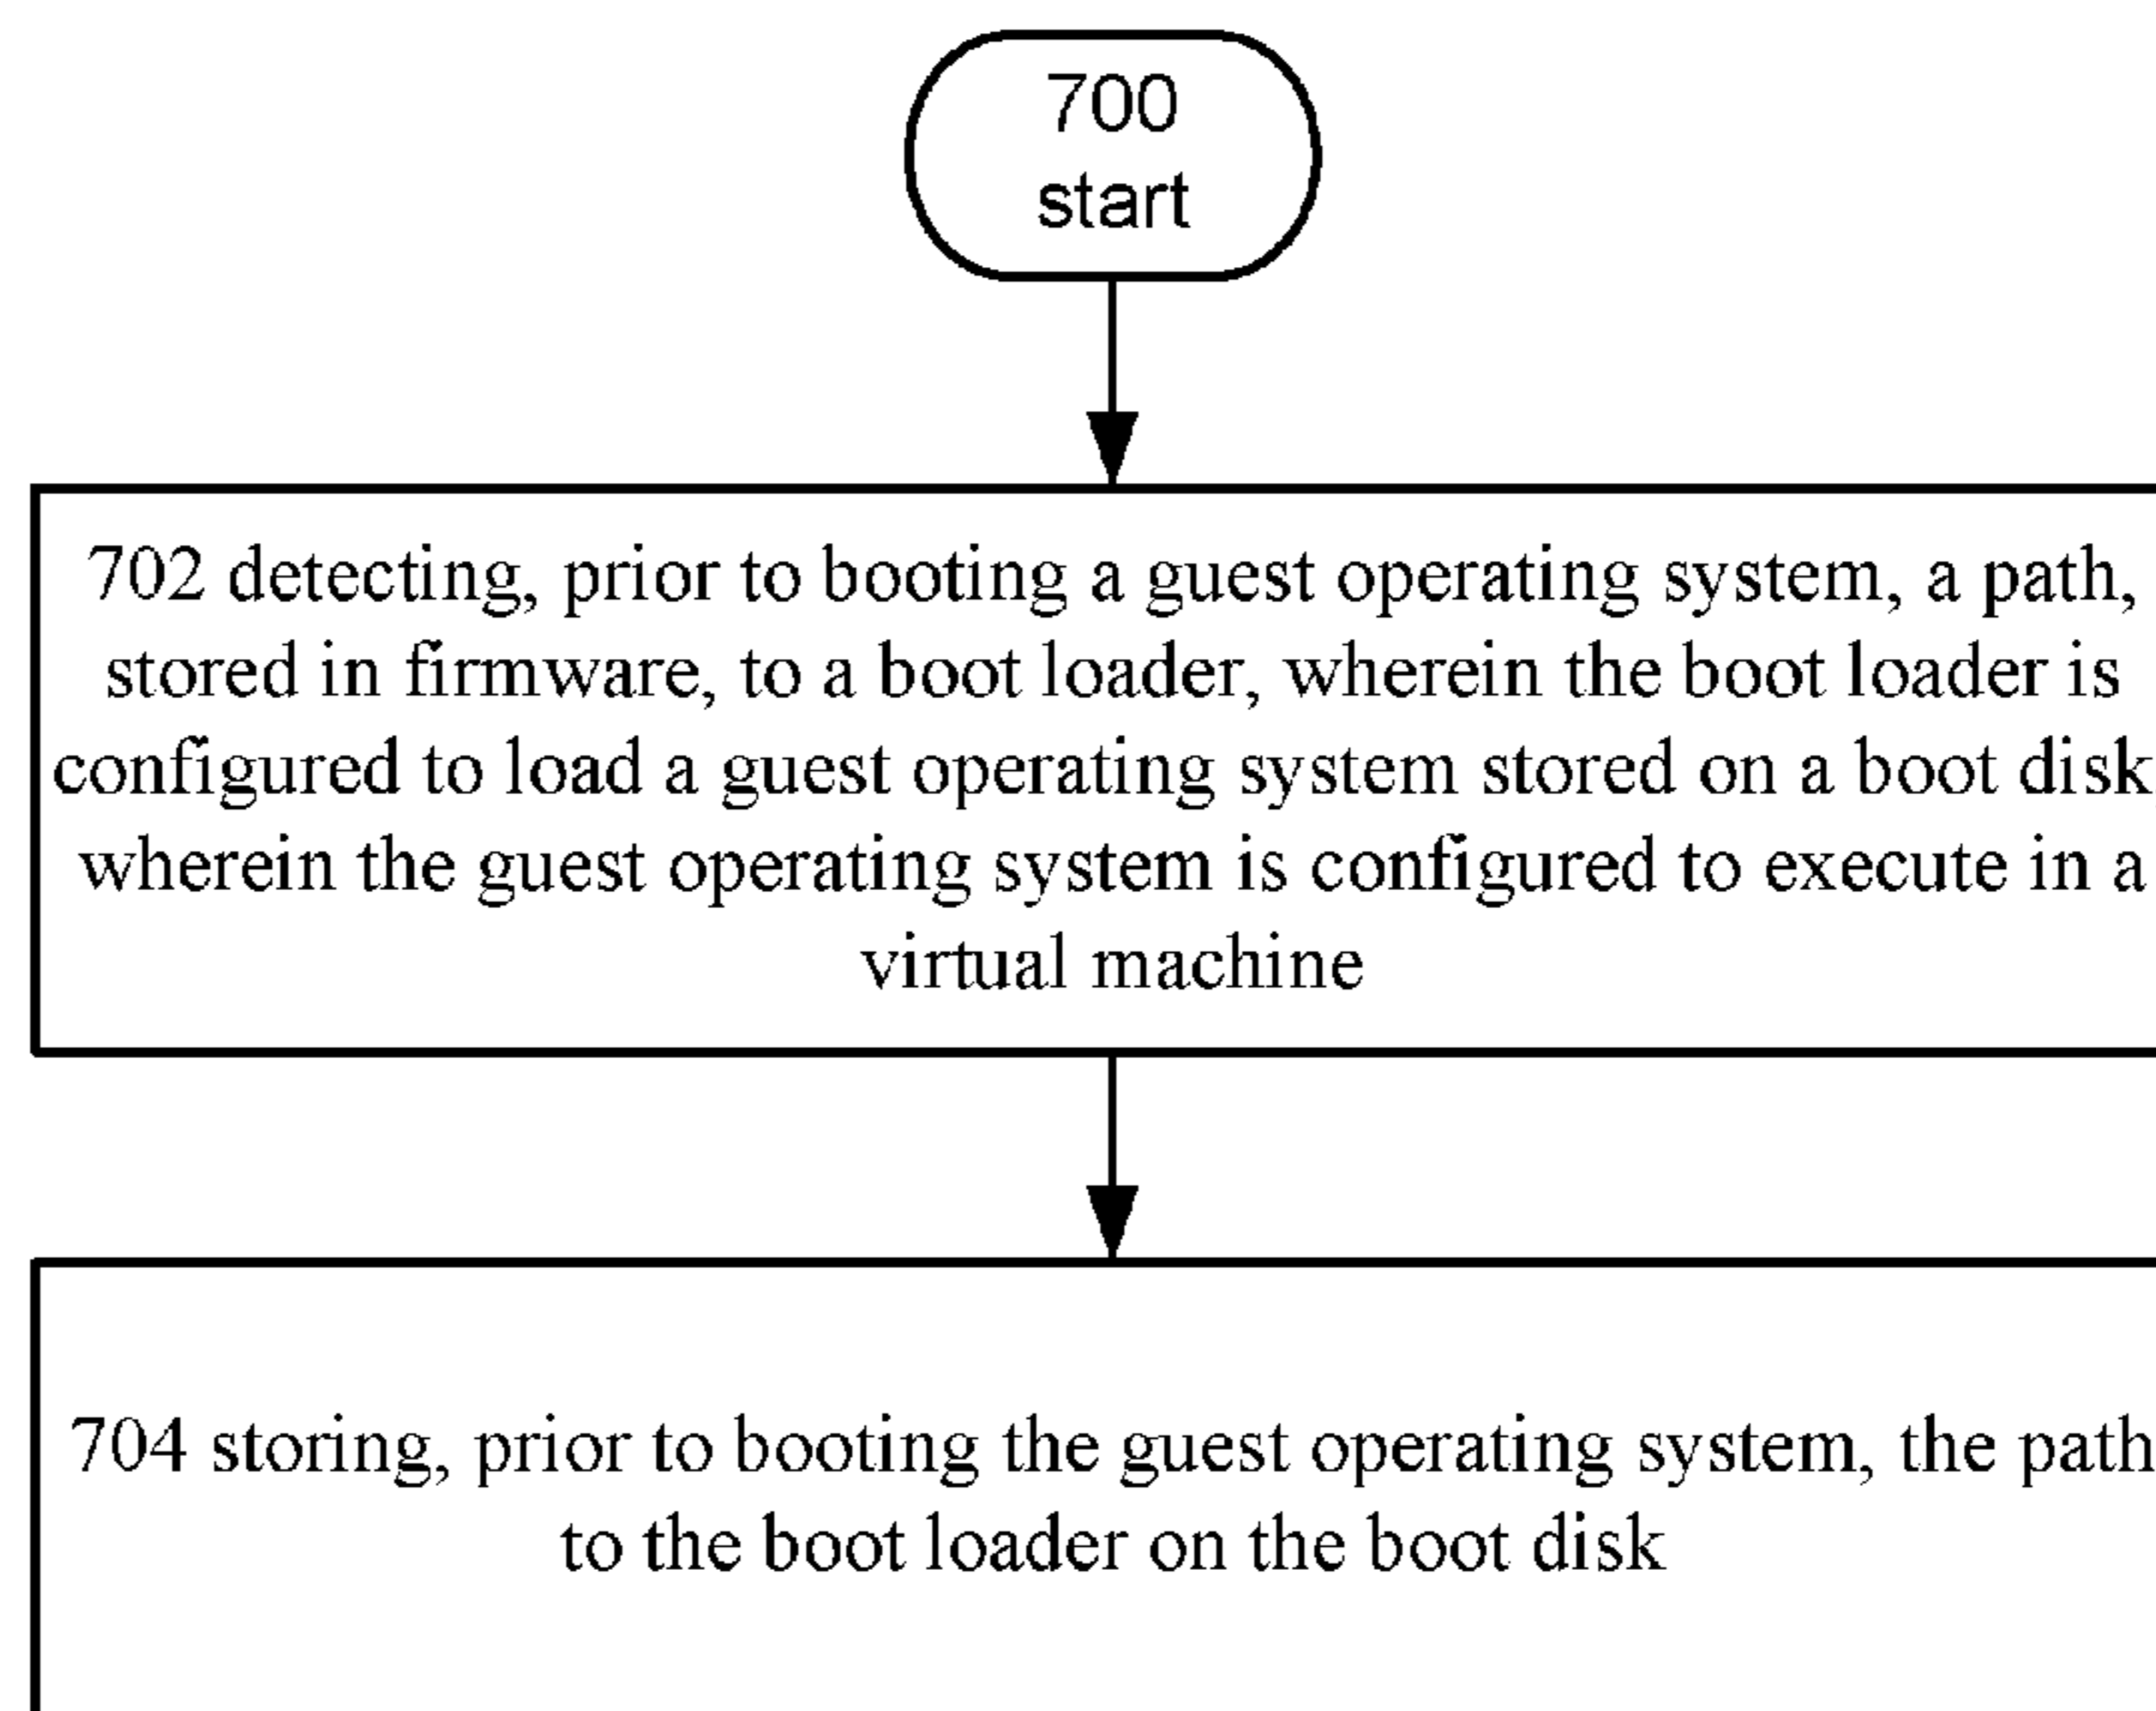 700
start
702 detecting, prior to booting a guest operating system, a path,
stored in firmware, to a boot loader, wherein the boot loader is
configured to load a guest operating system stored on a boot disk
wherein the guest operating system is configured to execute in a
virtual machine
704 storing, prior to booting the guest operating system, the path
to the boot loader on the boot disk